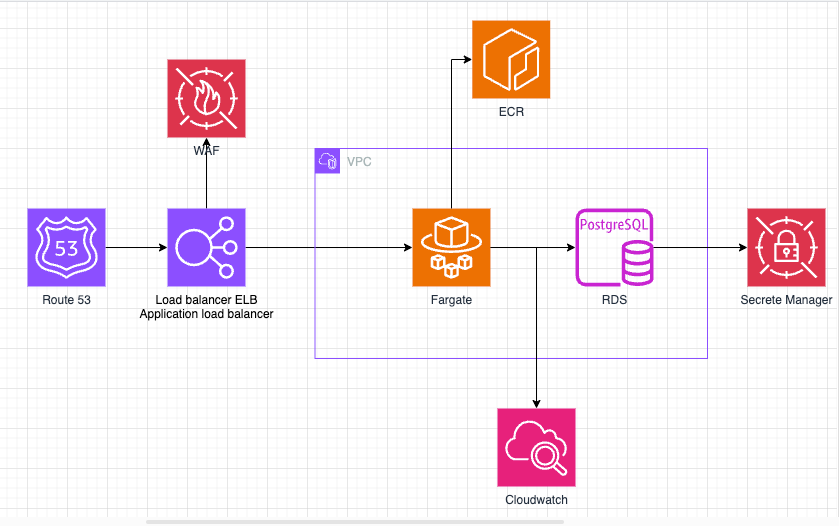 ECR
WAF
VPC
53
PostgreSQL
Route 53
Load balancer ELB
Application load balancer
Fargate
RDS
Secrete Manager
Cloudwatch